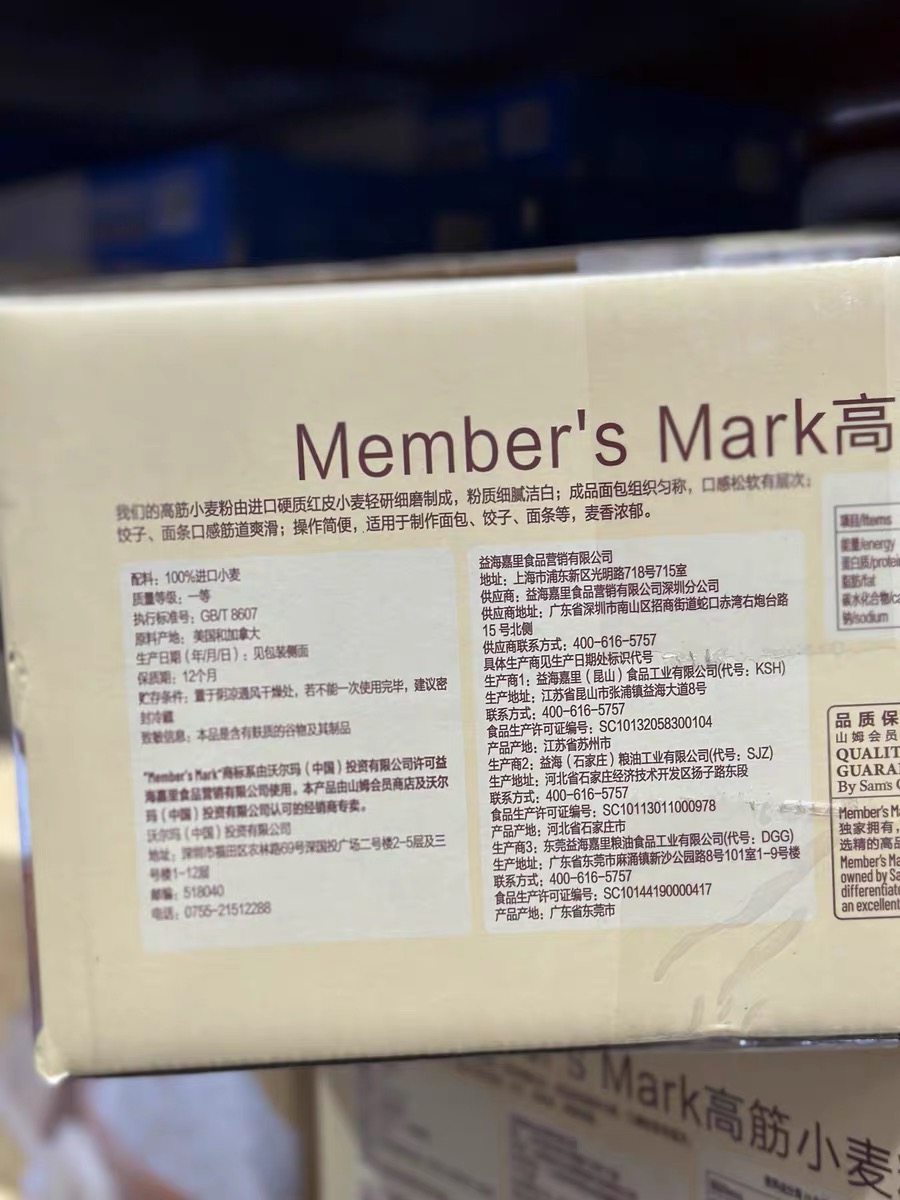 Member's Mark高
我们的高筋小麦粉由进口硬质红皮小麦轻研细磨制成，粉质细腻洁白；成品面包组织匀称，口感松软有层次；
饺子、面条口感筋道爽滑；操作简便，适用于制作面包、饺子、面条等，麦香浓郁。
配料：100%进口小麦
质量等级：一等
执行标准号：GB/T 8607
原料产地：美国和加拿大
生产日期（年/月/日）：见包装侧面
保质期：12个月
贮存条件：置于阴凉通风干燥处，若不能一次使用完毕，建议密
封冷藏
致敏信息：本品是含有麸质的谷物及其制品
"Member's Mark"商标系由沃尔玛（中国）投资有限公司许可益
海嘉里食品营销有限公司使用。本产品由山姆会员商店及沃尔
玛（中国）投资有限公司认可的经销商专卖。
沃尔玛（中国）投资有限公司
地址：深圳市福田区农林路69号深国投广场二号楼2-5层及三
号楼1-12层
邮编：518040
电话：0755-21512288
益海嘉里食品营销有限公司
地址：上海市浦东新区光明路718号715室
供应商：益海嘉里食品营销有限公司深圳分公司
供应商地址：广东省深圳市南山区招商街道蛇口赤湾石炮台路
15 号北侧
供应商联系方式：400-616-5757
具体生产商见生产日期处标识代号
生产商1：益海嘉里（昆山）食品工业有限公司(代号：KSH)
生产地址：江苏省昆山市张浦镇益海大道8号
联系方式：400-616-5757
食品生产许可证编号：SC10132058300104
产品产地：江苏省苏州市
生产商2：益海（石家庄）粮油工业有限公司(代号：SJZ)
生产地址：河北省石家庄经济技术开发区扬子路东段
联系方式：400-616-5757
食品生产许可证编号：SC10113011000978
产品产地：河北省石家庄市
生产商3：东莞益海嘉里粮油食品工业有限公司(代号：DGG)
生产地址：广东省东莞市麻涌镇新沙公园路8号101室1-9号楼
联系方式：400-616-5757
食品生产许可证编号：SC10144190000417
产品产地：广东省东莞市
项目/Items
能量/energy
蛋白质/protein
脂肪/fat
碳水化合物/ca
钠/sodium
品质保
山姆会员
QUALIT
GUARA
By Sam's C
Member's Ma
独家拥有，
选精的高品
Member's Ma
owned by Sa
differentiate
an excellent
's Mark高筋小麦